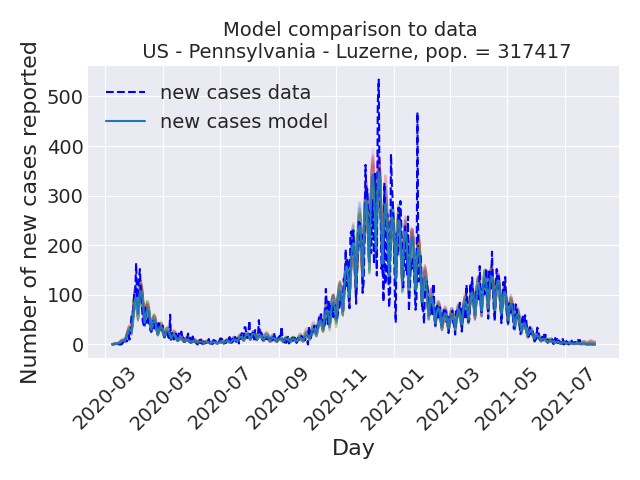 Model comparison to data
US - Pennsylvania - Luzerne, pop. = 317417
Number of new cases reported
500
400
300
200
100
0
new cases data
new cases model
2020-03
2020-05
2020-07
2020-09
2020-11
2021-01
2021-03
2021-05
2021-07
Day